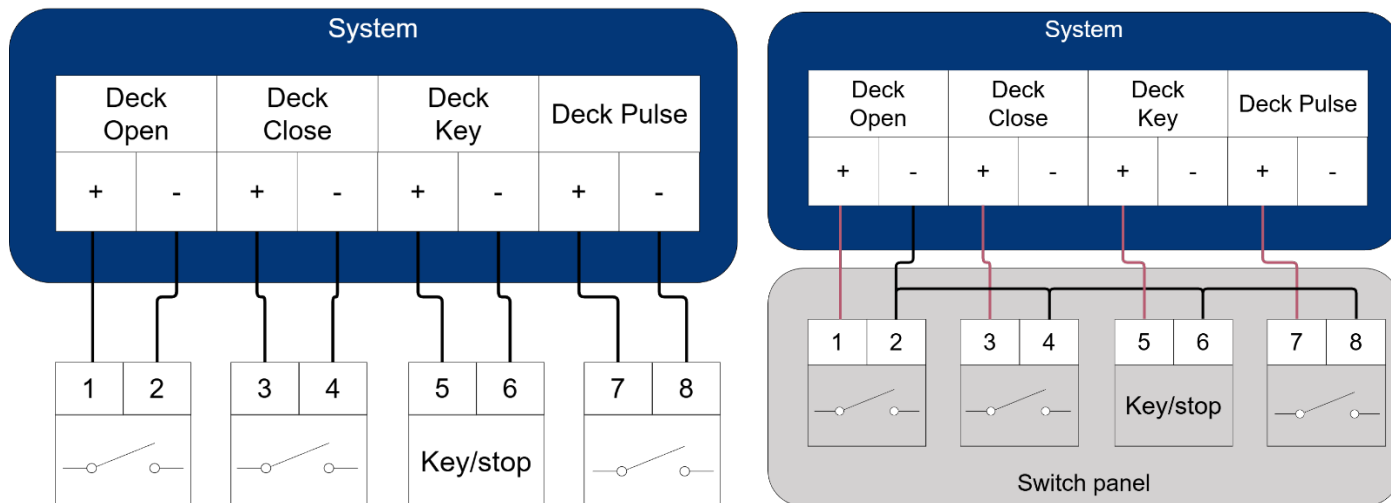 System
Deck Open
Deck Close
Deck Key
Deck Pulse
+ - + - + - + -
1 2 3 4 5 6 7 8
Key/stop
System
Deck Open
Deck Close
Deck Key
Deck Pulse
+ - + - + - + -
1 2 3 4 5 6 7 8
Key/stop
Switch panel